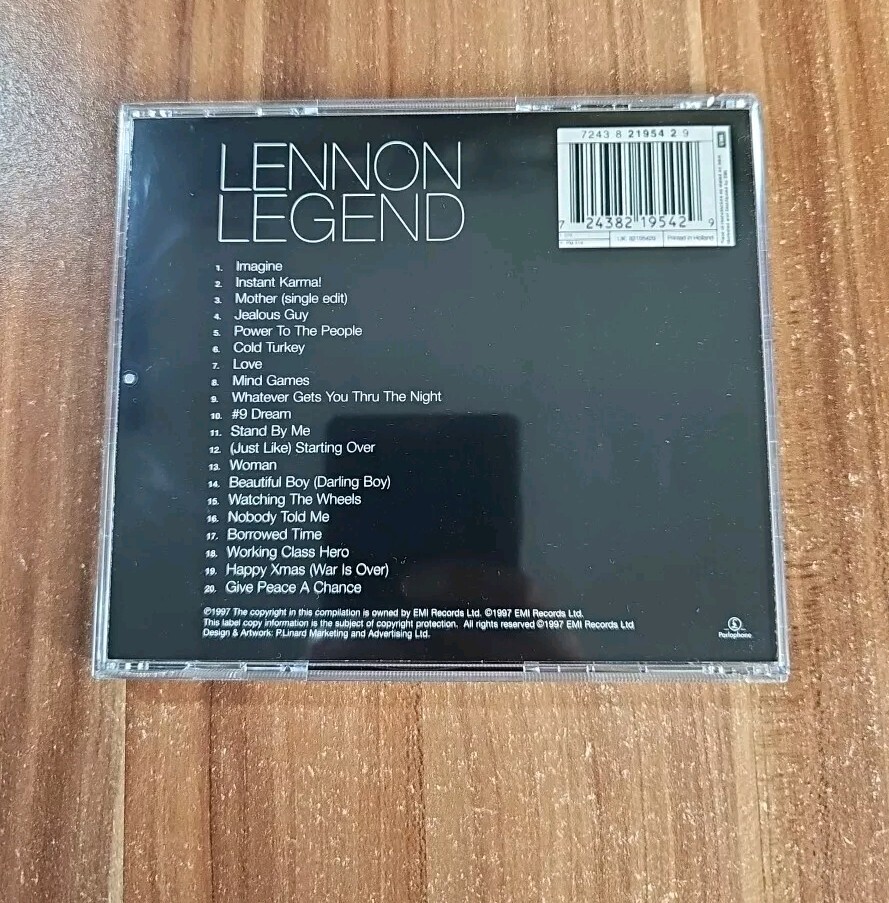 LENNON
LEGEND
7243 8 21954 2 9
7 24382 19542 9
Printed in Holland
EMI
1. Imagine
2. Instant Karma!
3. Mother (single edit)
4. Jealous Guy
5. Power To The People
6. Cold Turkey
7. Love
8. Mind Games
9. Whatever Gets You Thru The Night
10. #9 Dream
11. Stand By Me
12. (Just Like) Starting Over
13. Woman
14. Beautiful Boy (Darling Boy)
15. Watching The Wheels
16. Nobody Told Me
17. Borrowed Time
18. Working Class Hero
19. Happy Xmas (War Is Over)
20. Give Peace A Chance
℗1997 The copyright in this compilation is owned by EMI Records Ltd. ©1997 EMI Records Ltd.
This label copy information is the subject of copyright protection. All rights reserved ©1997 EMI Records Ltd
Design & Artwork: P.Linard Marketing and Advertising Ltd.
Parlophone